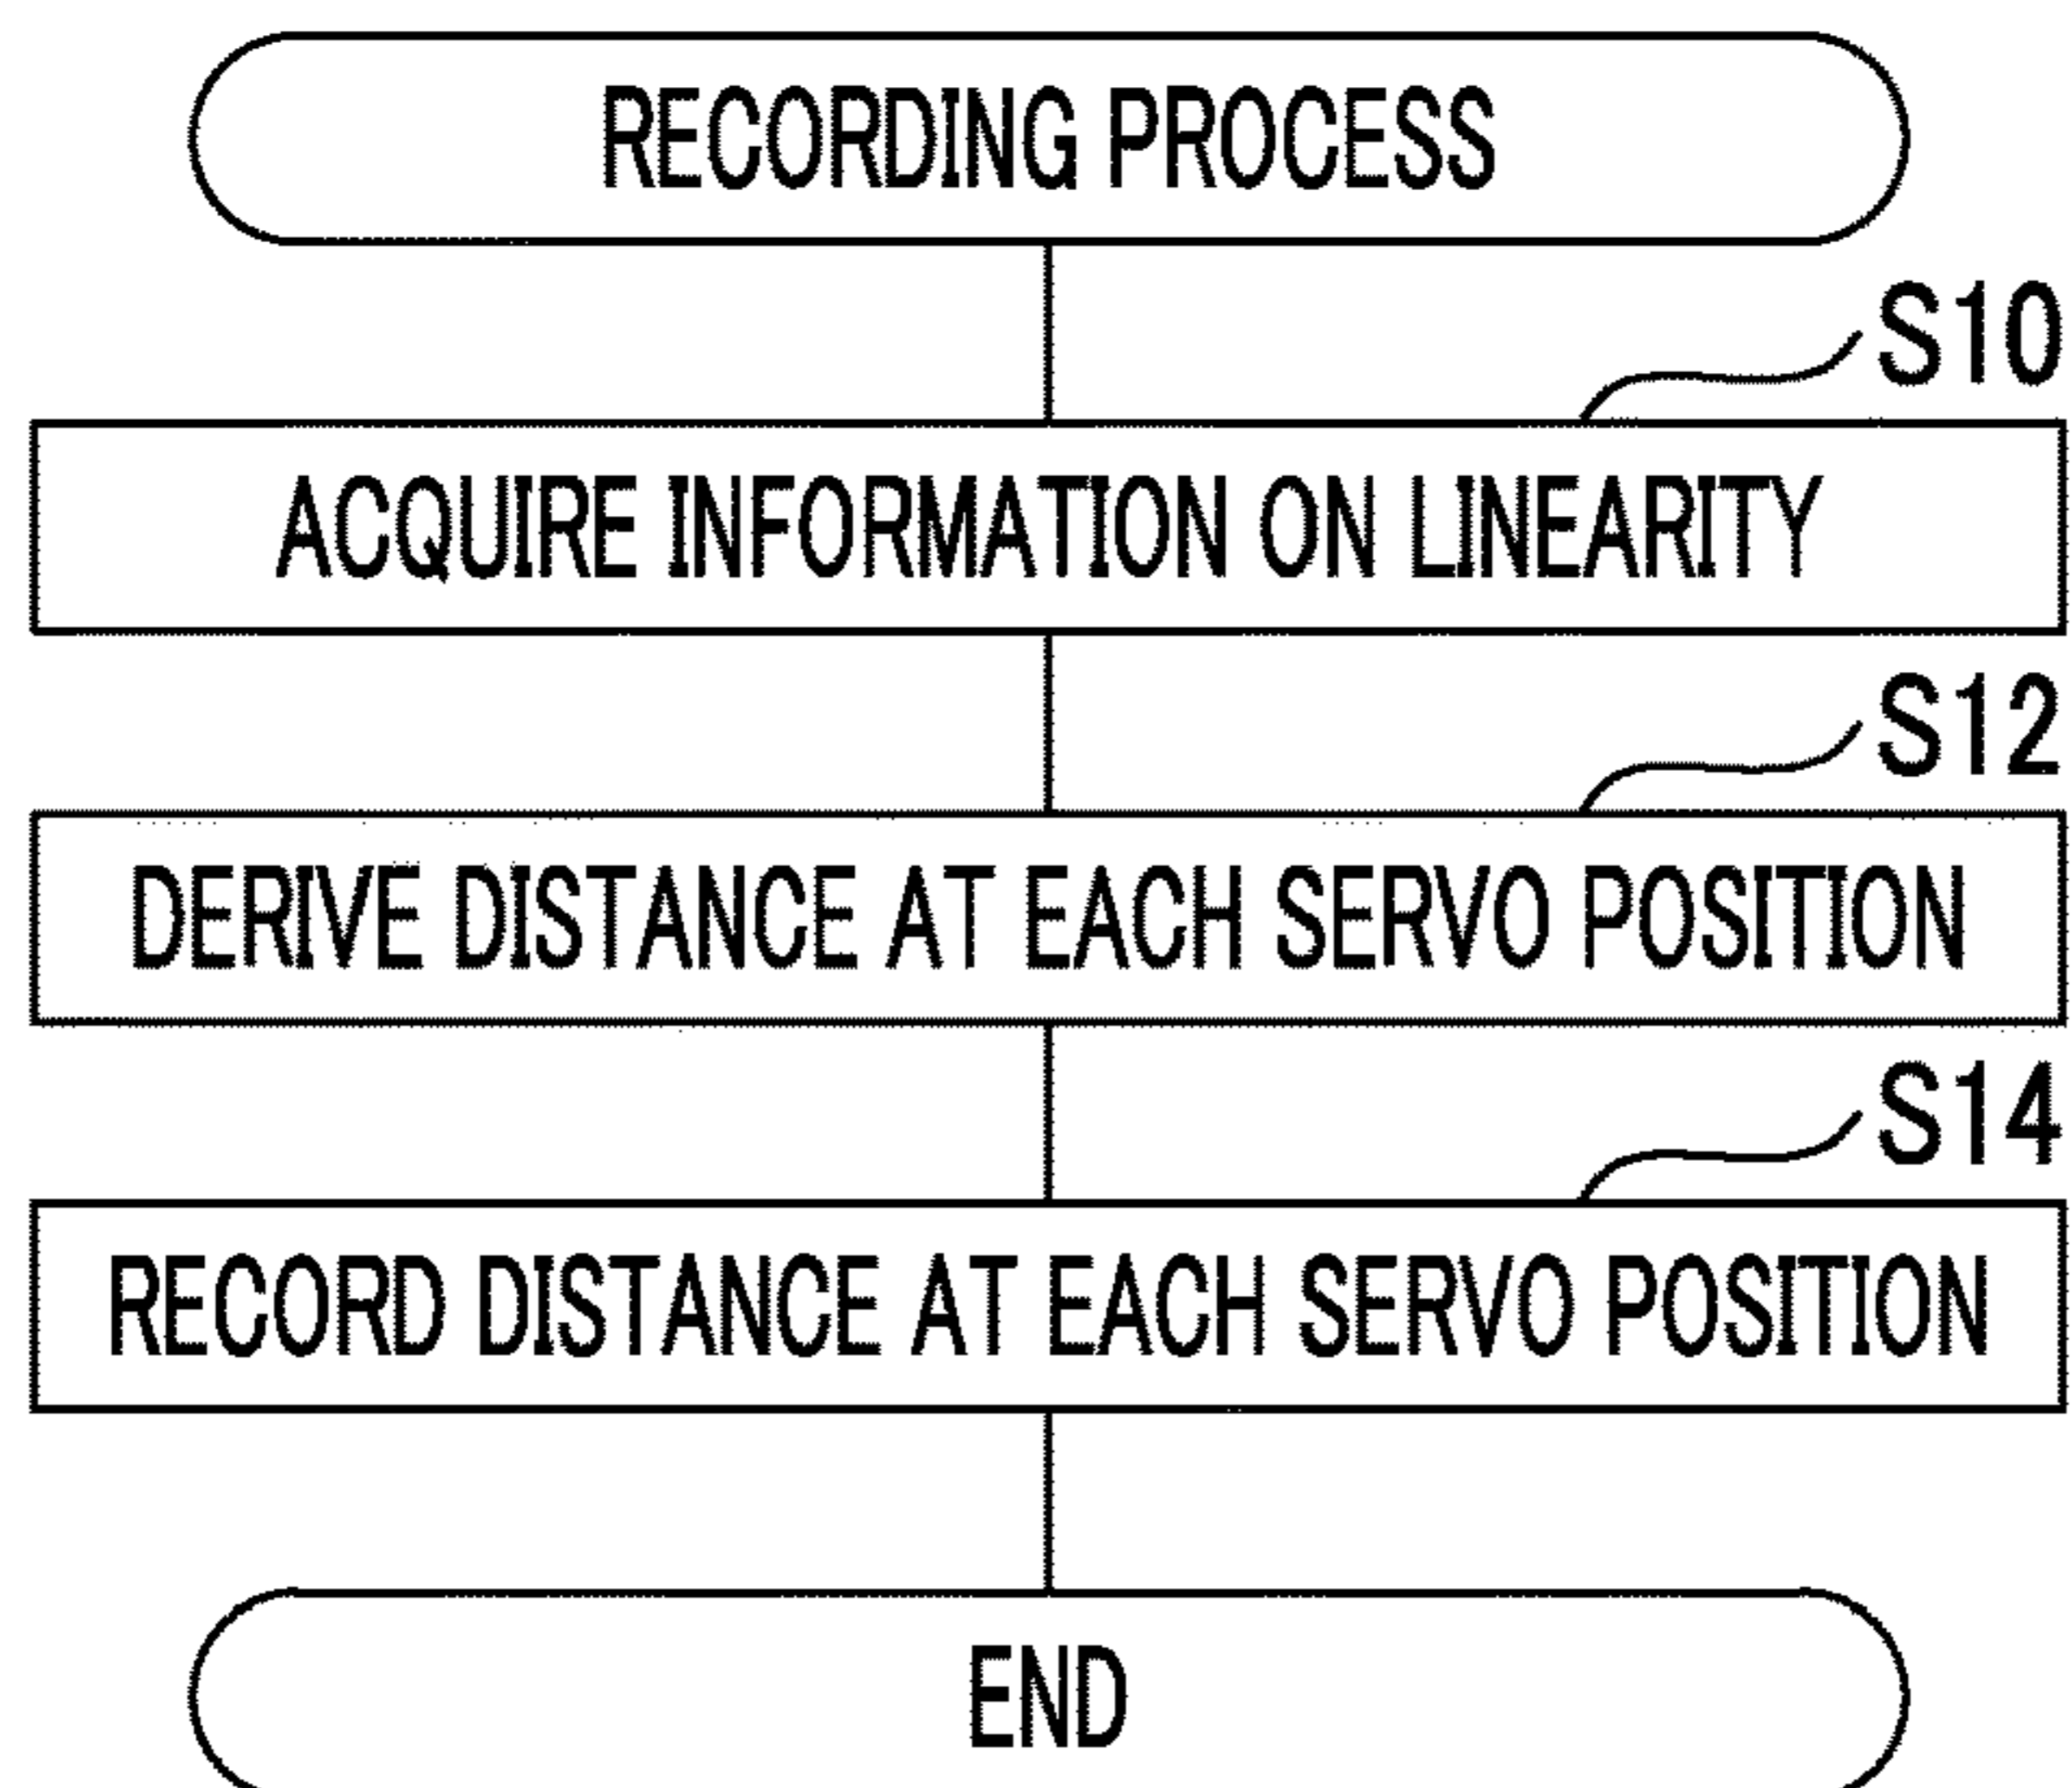 RECORDING PROCESS
S10
ACQUIRE INFORMATION ON LINEARITY
S12
DERIVE DISTANCE AT EACH SERVO POSITION
S14
RECORD DISTANCE AT EACH SERVO POSITION
END